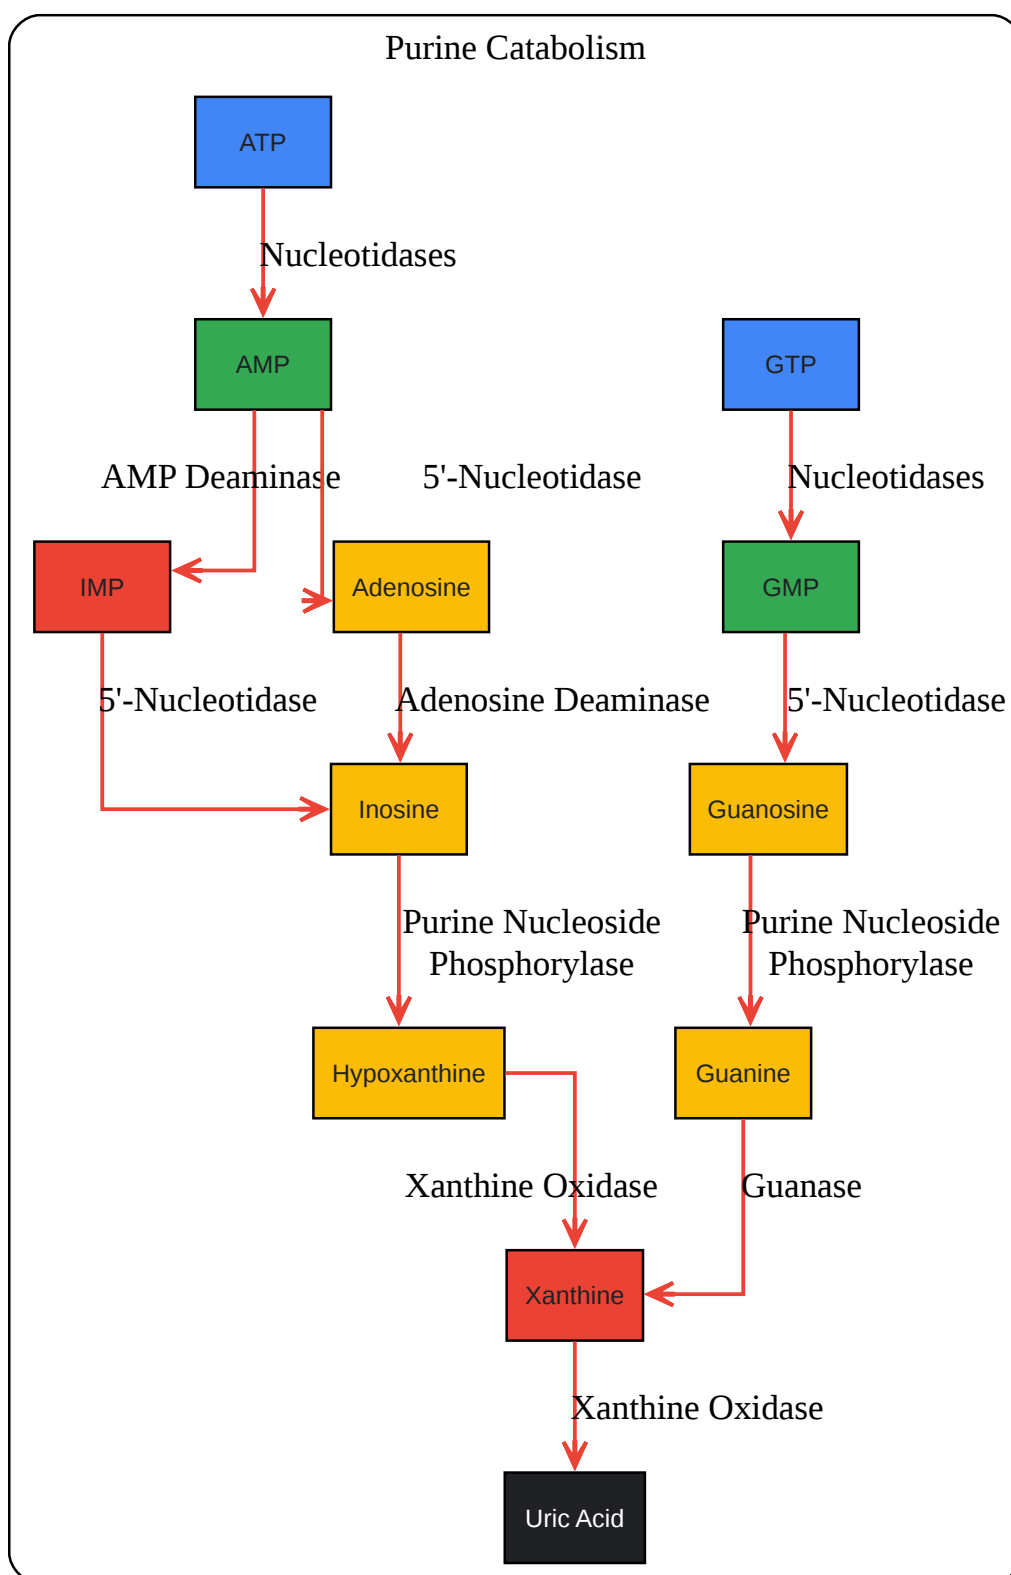 Purine Catabolism
ATP
Nucleotidases
AMP
GTP
AMP Deaminase
5'-Nucleotidase
Nucleotidases
IMP
Adenosine
GMP
5'-Nucleotidase
Adenosine Deaminase
5'-Nucleotidase
Inosine
Guanosine
Purine Nucleoside
Phosphorylase
Purine Nucleoside
Phosphorylase
Hypoxanthine
Guanine
Xanthine Oxidase
Guanase
Xanthine
Xanthine Oxidase
Uric Acid